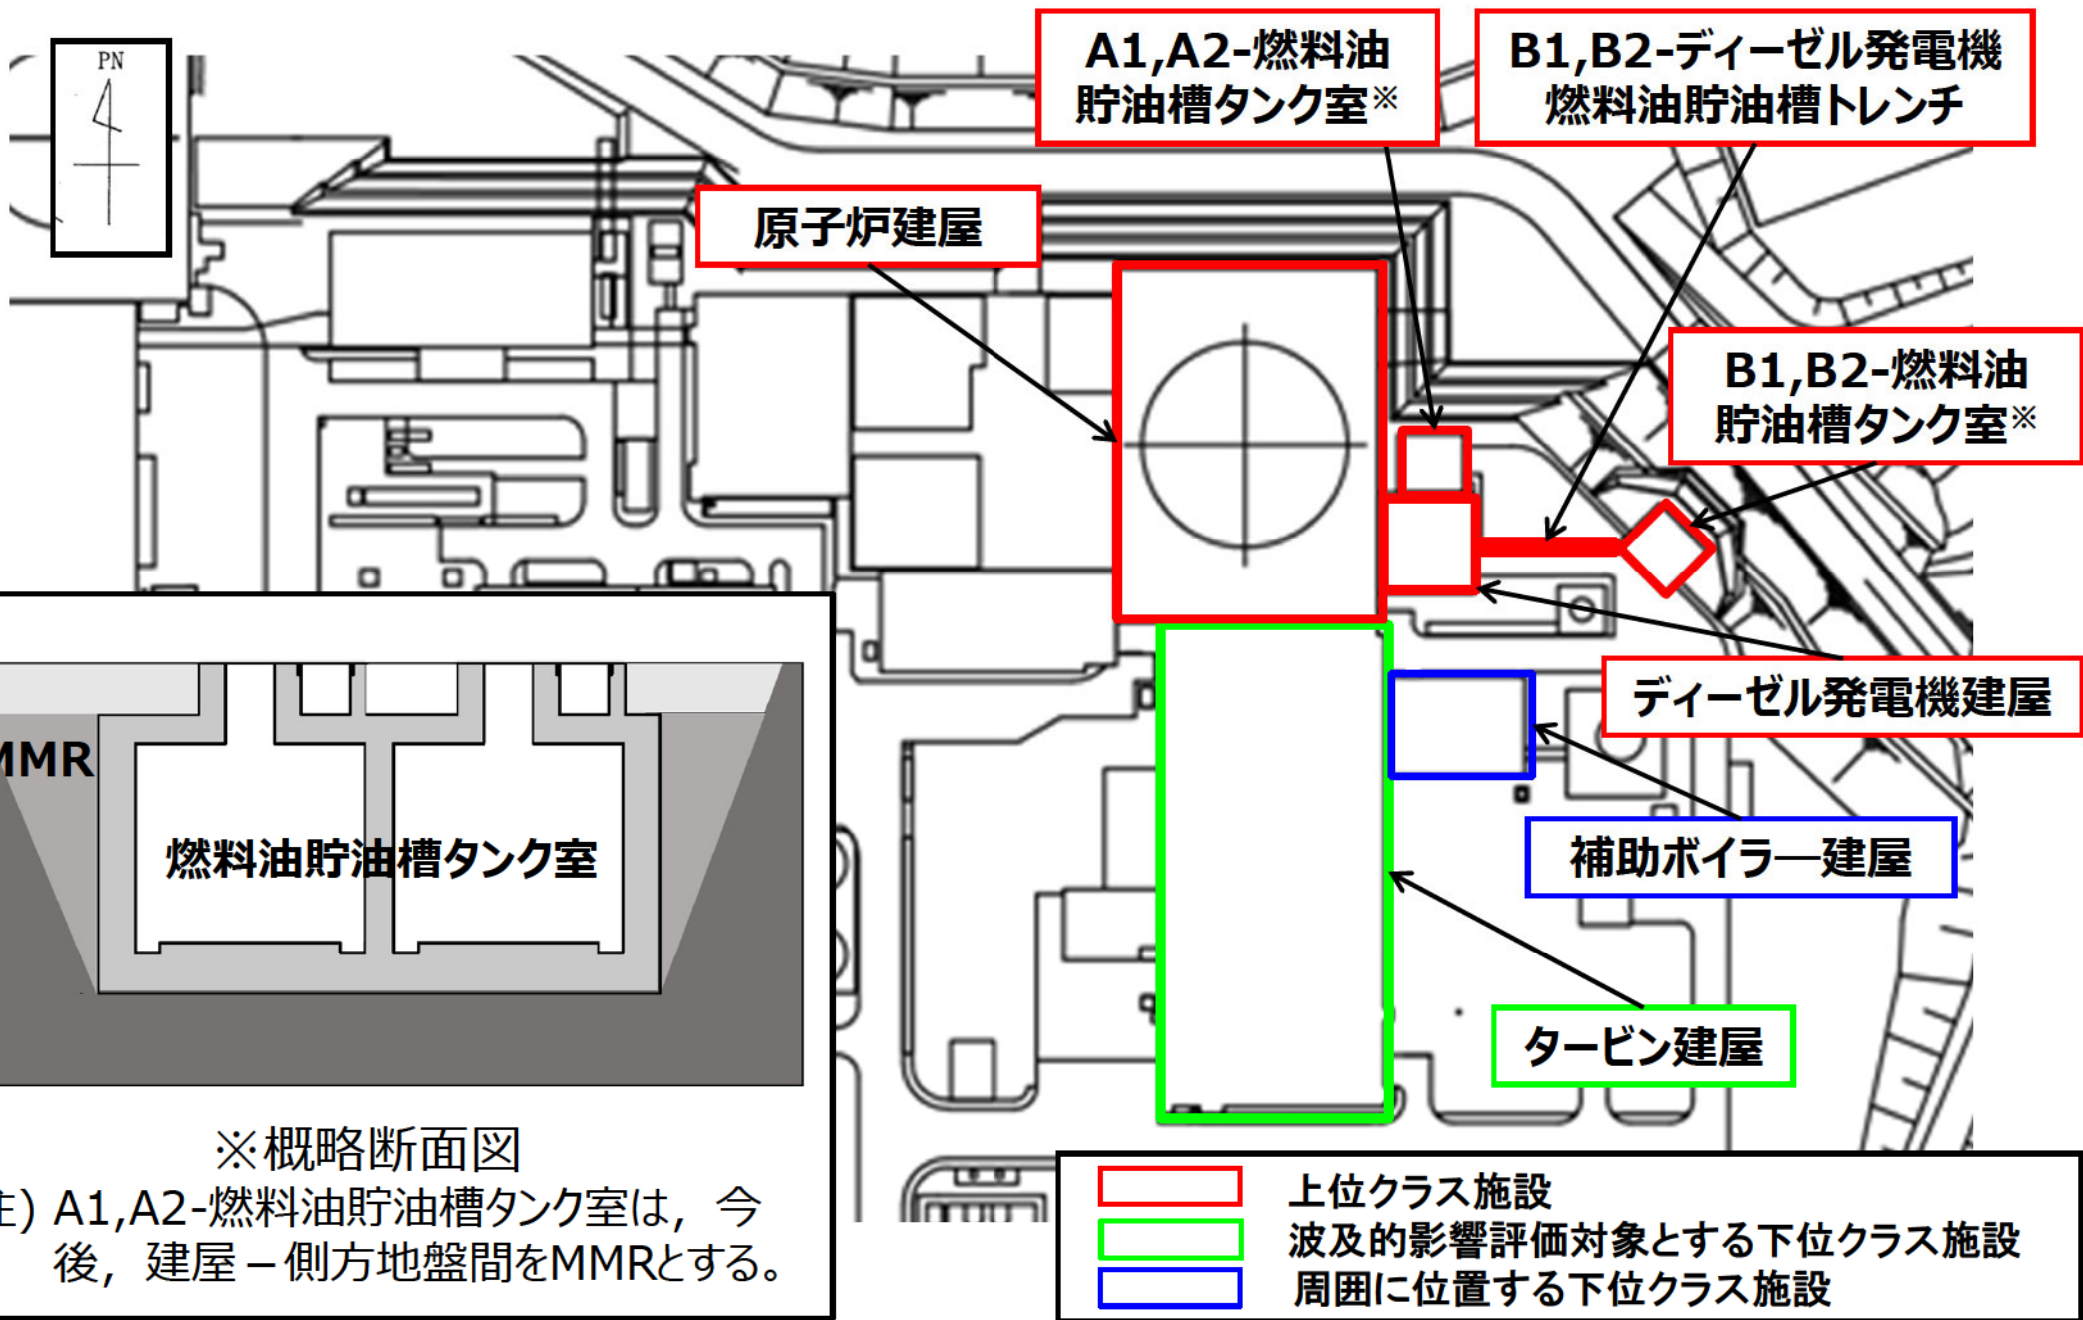 PN
A1,A2-燃料油
貯油槽タンク室※
B1,B2-ディーゼル発電機
燃料油貯油槽トレンチ
原子炉建屋
B1,B2-燃料油
貯油槽タンク室※
ディーゼル発電機建屋
補助ボイラ―建屋
タービン建屋
MMR
燃料油貯油槽タンク室
※概略断面図
注) A1,A2-燃料油貯油槽タンク室は，今
後，建屋－側方地盤間をMMRとする。
上位クラス施設
波及的影響評価対象とする下位クラス施設
周囲に位置する下位クラス施設